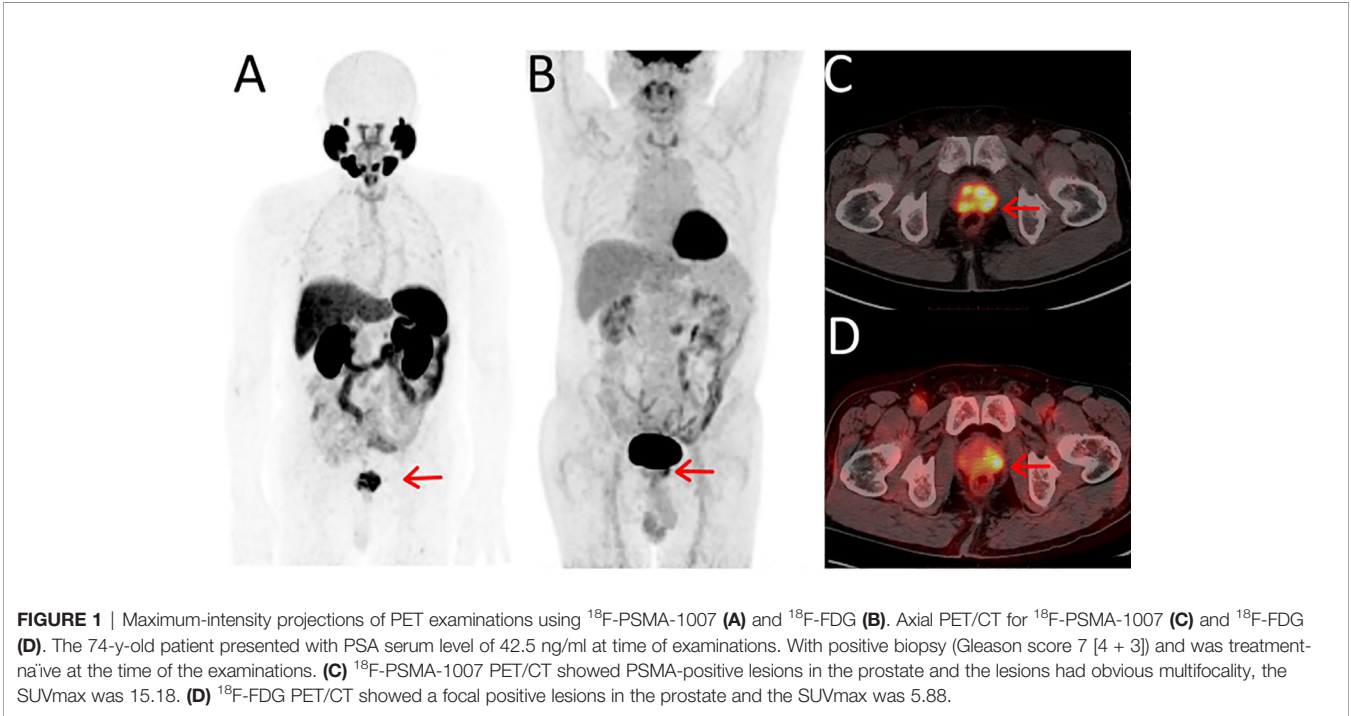 A
B
C
D
FIGURE 1 | Maximum-intensity projections of PET examinations using ¹⁸F-PSMA-1007 (A) and ¹⁸F-FDG (B). Axial PET/CT for ¹⁸F-PSMA-1007 (C) and ¹⁸F-FDG
(D). The 74-y-old patient presented with PSA serum level of 42.5 ng/ml at time of examinations. With positive biopsy (Gleason score 7 [4 + 3]) and was treatment-
naïve at the time of the examinations. (C) ¹⁸F-PSMA-1007 PET/CT showed PSMA-positive lesions in the prostate and the lesions had obvious multifocality, the
SUVmax was 15.18. (D) ¹⁸F-FDG PET/CT showed a focal positive lesions in the prostate and the SUVmax was 5.88.